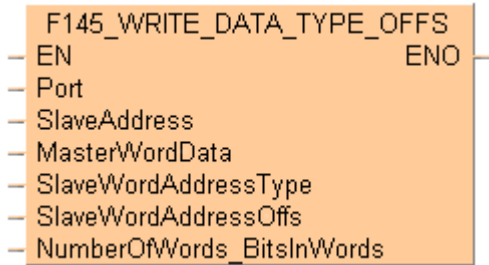 F145_WRITE_DATA_TYPE_OFFS
EN ENO
Port
SlaveAddress
MasterWordData
SlaveWordAddressType
SlaveWordAddressOffs
NumberOfWords_BitsInWords